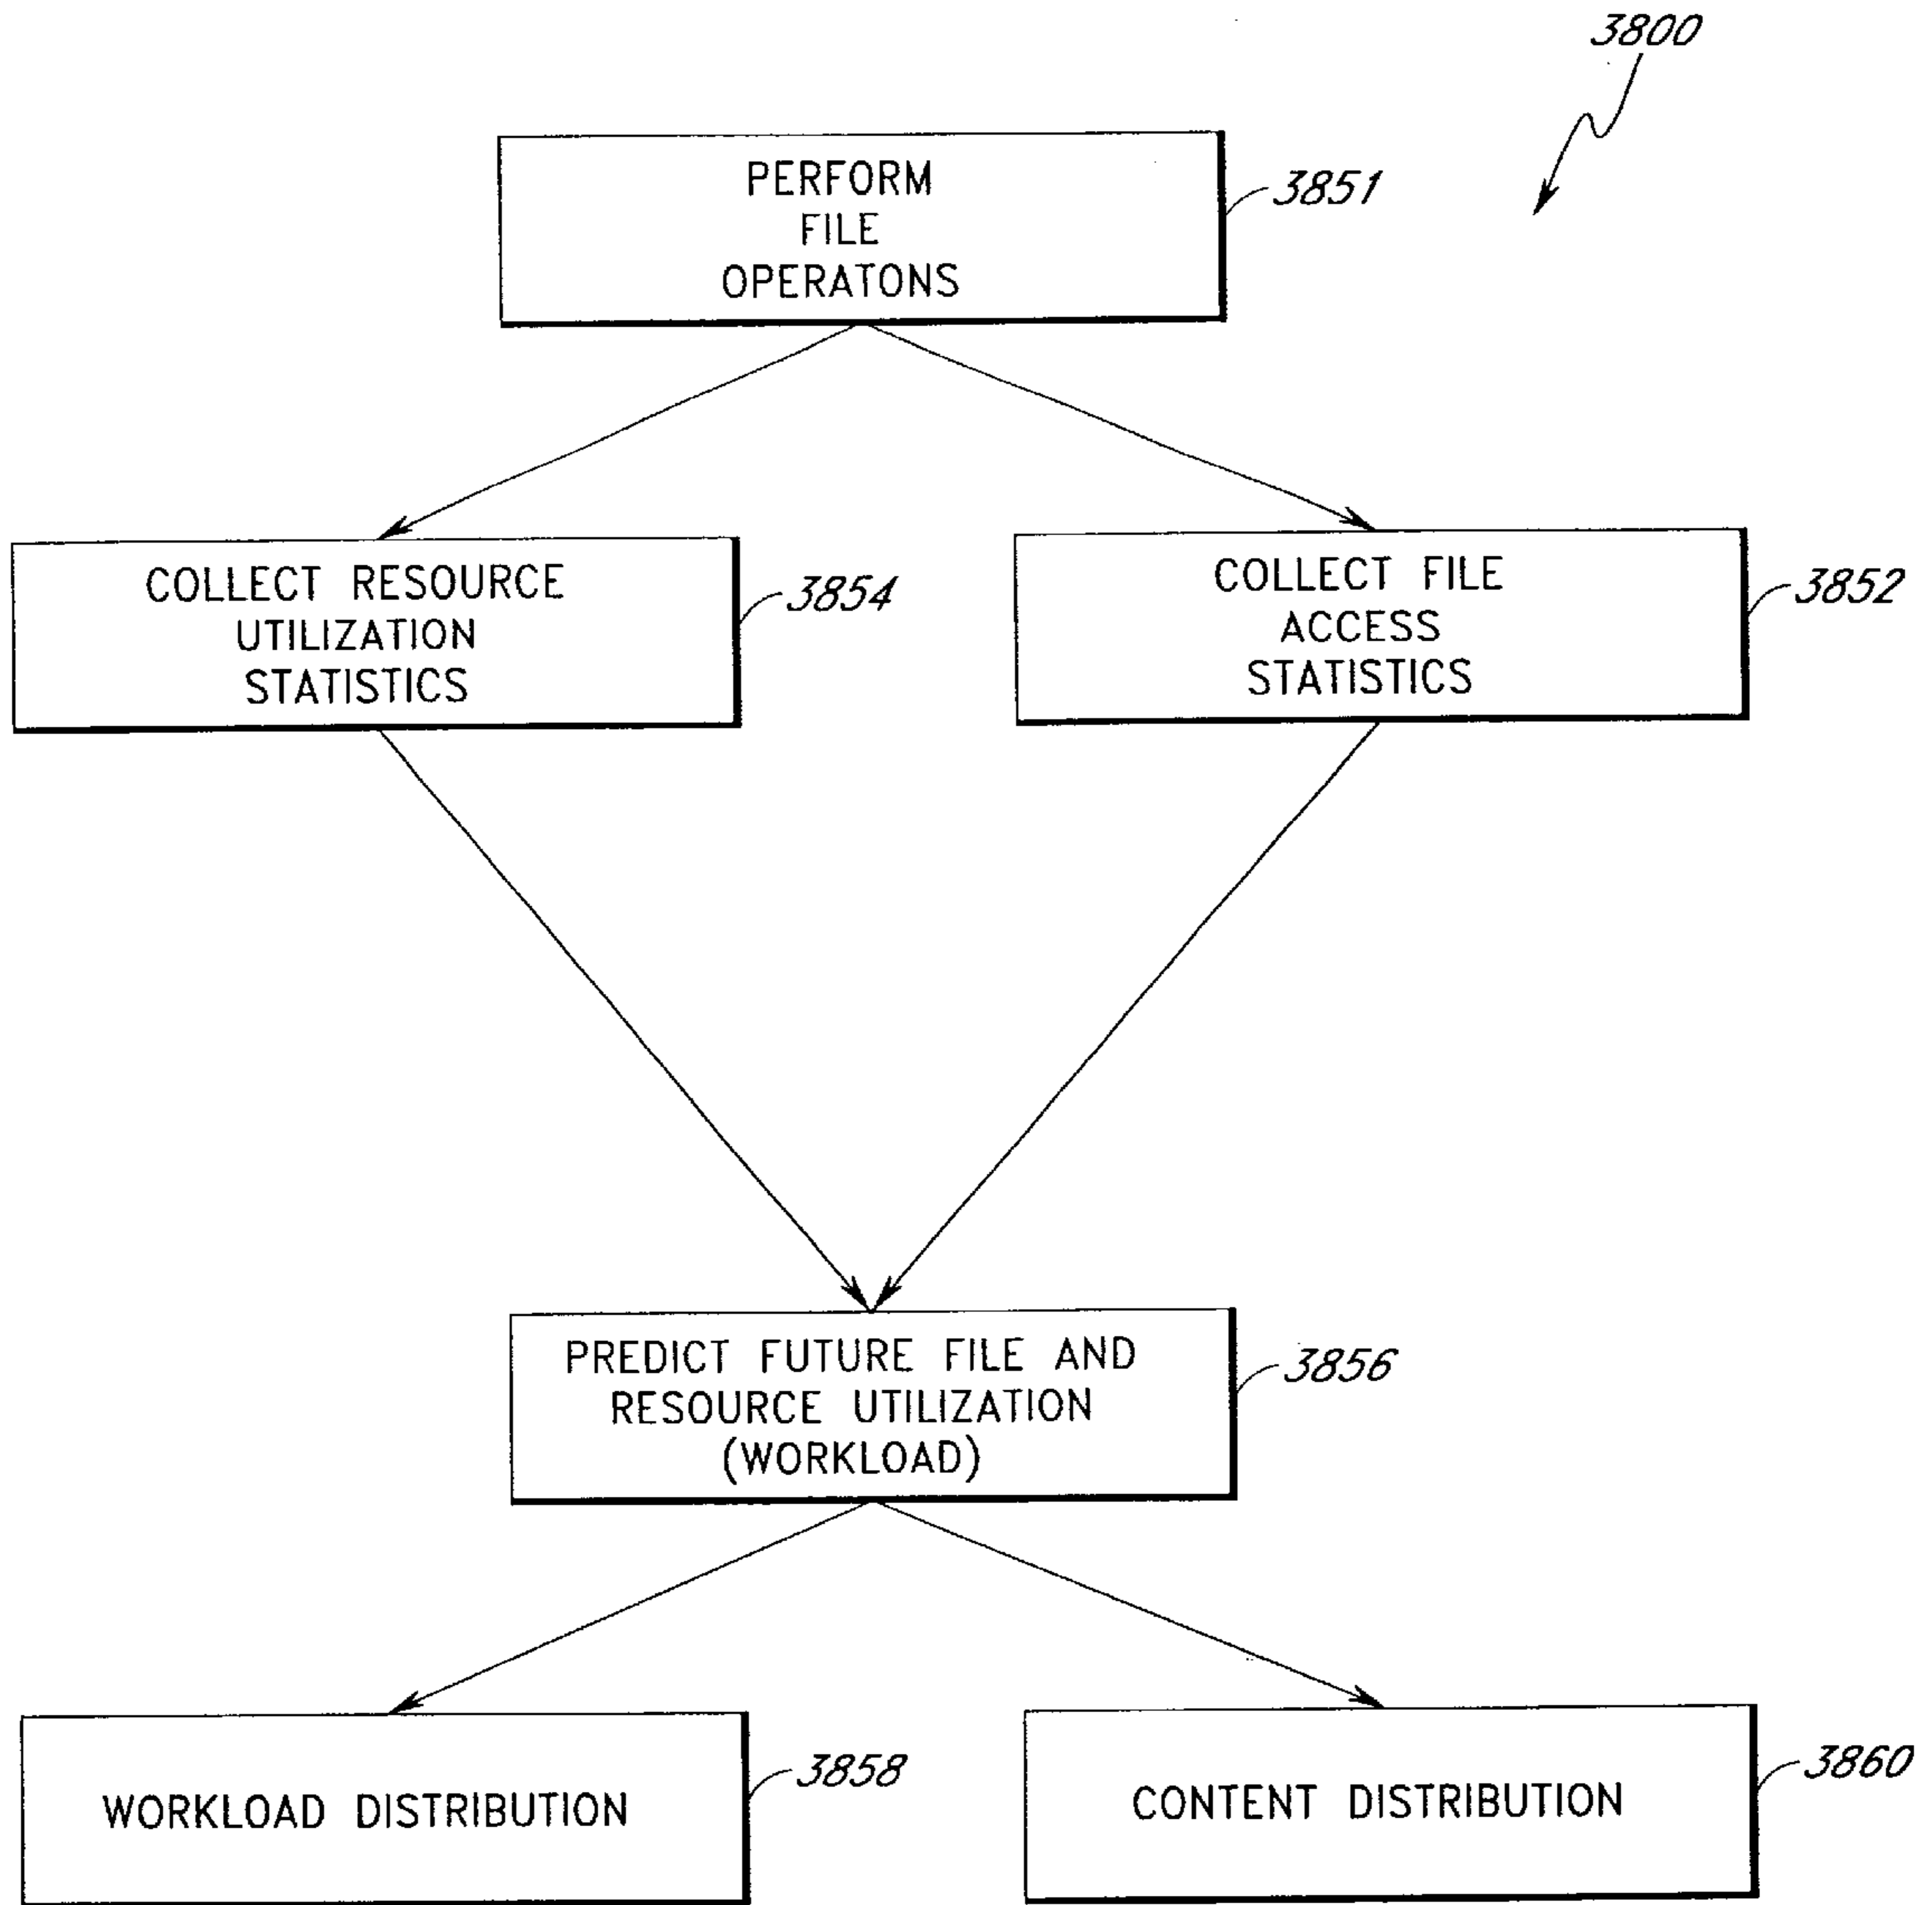 3800
PERFORM
FILE
OPERATONS
3851
COLLECT RESOURCE
UTILIZATION
STATISTICS
3854
COLLECT FILE
ACCESS
STATISTICS
3852
PREDICT FUTURE FILE AND
RESOURCE UTILIZATION
(WORKLOAD)
3856
WORKLOAD DISTRIBUTION
3858
CONTENT DISTRIBUTION
3860